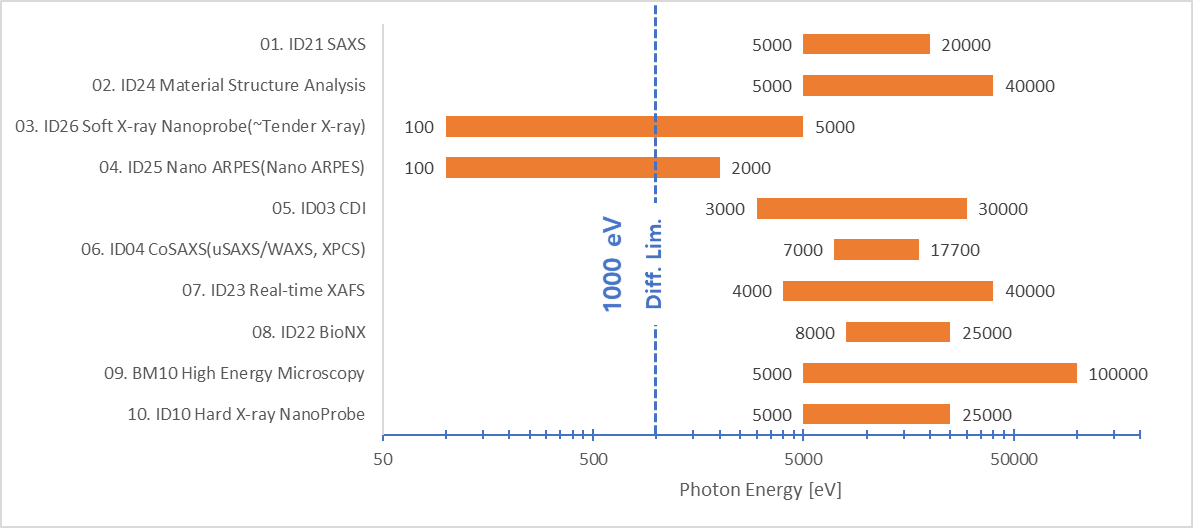 01. ID21 SAXS
5000
20000
02. ID24 Material Structure Analysis
5000
40000
03. ID26 Soft X-ray Nanoprobe(~Tender X-ray)
100
5000
04. ID25 Nano ARPES(Nano ARPES)
100
2000
05. ID03 CDI
3000
30000
06. ID04 CoSAXS(uSAXS/WAXS, XPCS)
7000
17700
07. ID23 Real-time XAFS
4000
40000
08. ID22 BioNX
8000
25000
09. BM10 High Energy Microscopy
5000
100000
10. ID10 Hard X-ray NanoProbe
5000
25000
1000 eV
Diff. Lim.
50
500
5000
50000
Photon Energy [eV]